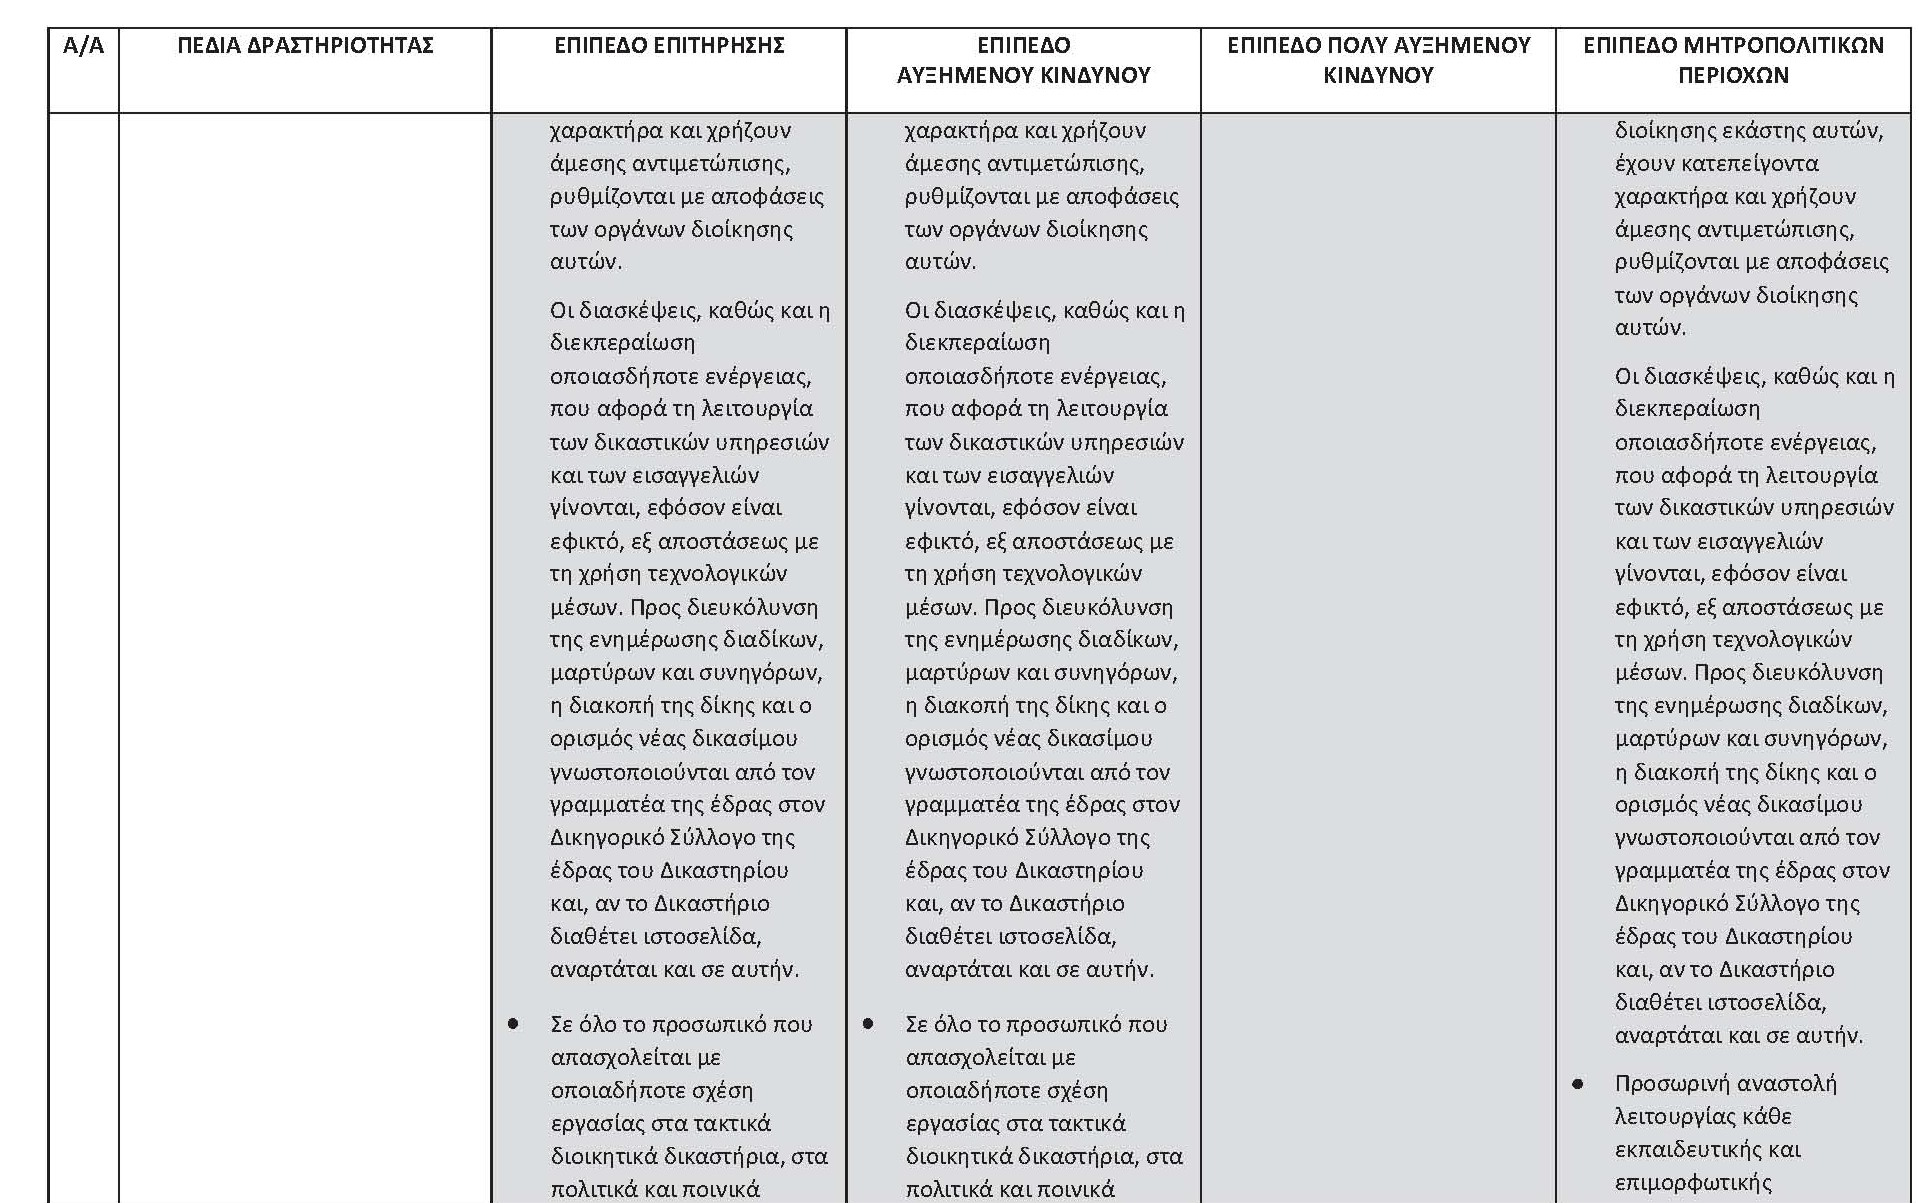 Α/Α
ΠΕΔΙΑ ΔΡΑΣΤΗΡΙΟΤΗΤΑΣ
ΕΠΙΠΕΔΟ ΕΠΙΤΗΡΗΣΗΣ
ΕΠΙΠΕΔΟ
ΑΥΞΗΜΕΝΟΥ ΚΙΝΔΥΝΟΥ
ΕΠΙΠΕΔΟ ΠΟΛΥ ΑΥΞΗΜΕΝΟΥ
ΚΙΝΔΥΝΟΥ
ΕΠΙΠΕΔΟ ΜΗΤΡΟΠΟΛΙΤΙΚΩΝ
ΠΕΡΙΟΧΩΝ
χαρακτήρα και χρήζουν
άμεσης αντιμετώπισης,
ρυθμίζονται με αποφάσεις
των οργάνων διοίκησης
αυτών.
Οι διασκέψεις, καθώς και η
διεκπεραίωση
οποιασδήποτε ενέργειας,
που αφορά τη λειτουργία
των δικαστικών υπηρεσιών
και των εισαγγελιών
γίνονται, εφόσον είναι
εφικτό, εξ αποστάσεως με
τη χρήση τεχνολογικών
μέσων. Προς διευκόλυνση
της ενημέρωσης διαδίκων,
μαρτύρων και συνηγόρων,
η διακοπή της δίκης και ο
ορισμός νέας δικασίμου
γνωστοποιούνται από τον
γραμματέα της έδρας στον
Δικηγορικό Σύλλογο της
έδρας του Δικαστηρίου
και, αν το Δικαστήριο
διαθέτει ιστοσελίδα,
αναρτάται και σε αυτήν.
● Σε όλο το προσωπικό που
απασχολείται με
οποιαδήποτε σχέση
εργασίας στα τακτικά
διοικητικά δικαστήρια, στα
πολιτικά και ποινικά
χαρακτήρα και χρήζουν
άμεσης αντιμετώπισης,
ρυθμίζονται με αποφάσεις
των οργάνων διοίκησης
αυτών.
Οι διασκέψεις, καθώς και η
διεκπεραίωση
οποιασδήποτε ενέργειας,
που αφορά τη λειτουργία
των δικαστικών υπηρεσιών
και των εισαγγελιών
γίνονται, εφόσον είναι
εφικτό, εξ αποστάσεως με
τη χρήση τεχνολογικών
μέσων. Προς διευκόλυνση
της ενημέρωσης διαδίκων,
μαρτύρων και συνηγόρων,
η διακοπή της δίκης και ο
ορισμός νέας δικασίμου
γνωστοποιούνται από τον
γραμματέα της έδρας στον
Δικηγορικό Σύλλογο της
έδρας του Δικαστηρίου
και, αν το Δικαστήριο
διαθέτει ιστοσελίδα,
αναρτάται και σε αυτήν.
● Σε όλο το προσωπικό που
απασχολείται με
οποιαδήποτε σχέση
εργασίας στα τακτικά
διοικητικά δικαστήρια, στα
πολιτικά και ποινικά
διοίκησης εκάστης αυτών,
έχουν κατεπείγοντα
χαρακτήρα και χρήζουν
άμεσης αντιμετώπισης,
ρυθμίζονται με αποφάσεις
των οργάνων διοίκησης
αυτών.
Οι διασκέψεις, καθώς και η
διεκπεραίωση
οποιασδήποτε ενέργειας,
που αφορά τη λειτουργία
των δικαστικών υπηρεσιών
και των εισαγγελιών
γίνονται, εφόσον είναι
εφικτό, εξ αποστάσεως με
τη χρήση τεχνολογικών
μέσων. Προς διευκόλυνση
της ενημέρωσης διαδίκων,
μαρτύρων και συνηγόρων,
η διακοπή της δίκης και ο
ορισμός νέας δικασίμου
γνωστοποιούνται από τον
γραμματέα της έδρας στον
Δικηγορικό Σύλλογο της
έδρας του Δικαστηρίου
και, αν το Δικαστήριο
διαθέτει ιστοσελίδα,
αναρτάται και σε αυτήν.
● Προσωρινή αναστολή
λειτουργίας κάθε
εκπαιδευτικής και
επιμορφωτικής